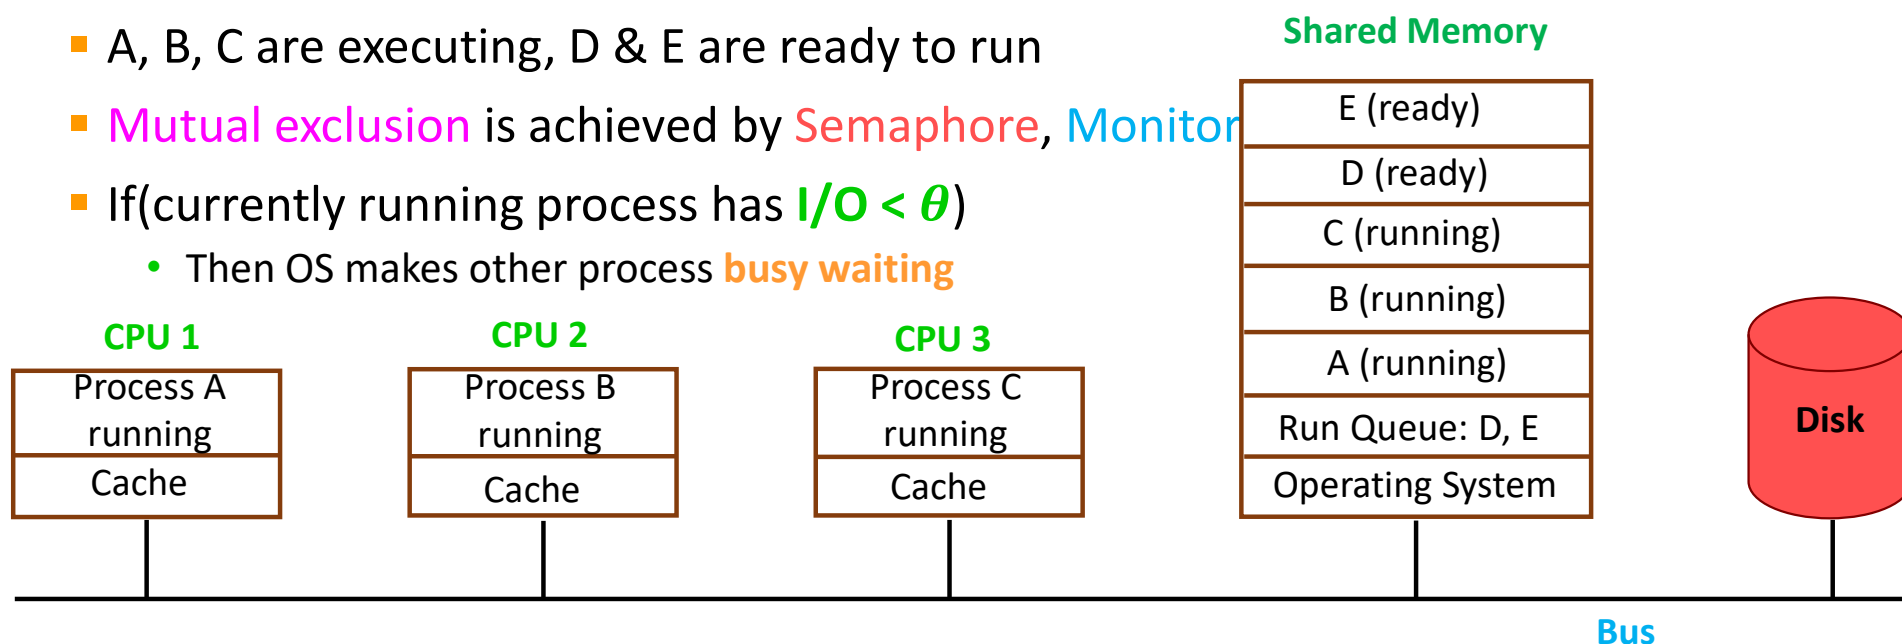 A, B, C are executing, D & E are ready to run
Mutual exclusion is achieved by Semaphore, Monitor
If(currently running process has I/O < θ)
Then OS makes other process busy waiting
Shared Memory
E (ready)
D (ready)
C (running)
B (running)
A (running)
Run Queue: D, E
Operating System
CPU 1
Process A
running
Cache
CPU 2
Process B
running
Cache
CPU 3
Process C
running
Cache
Disk
Bus